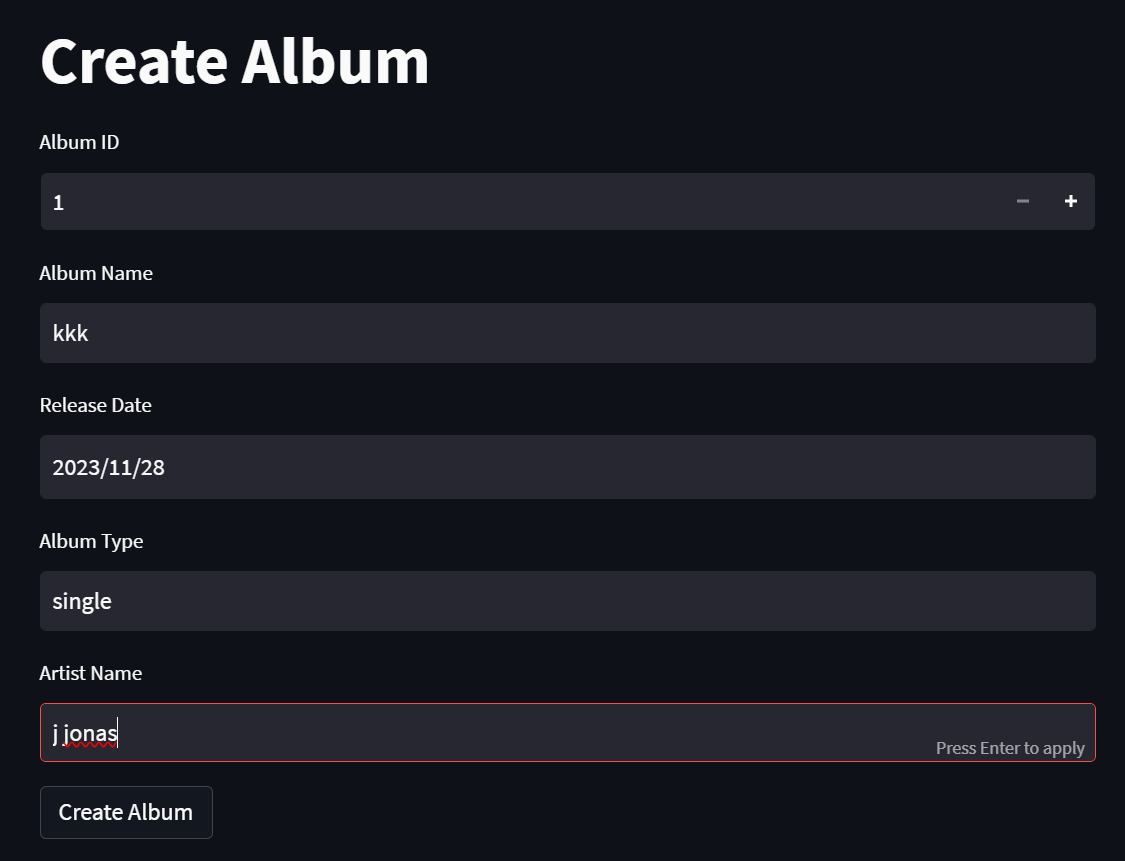 Create Album
Album ID
1
Album Name
kkk
Release Date
2023/11/28
Album Type
single
Artist Name
j jonas
Press Enter to apply
Create Album